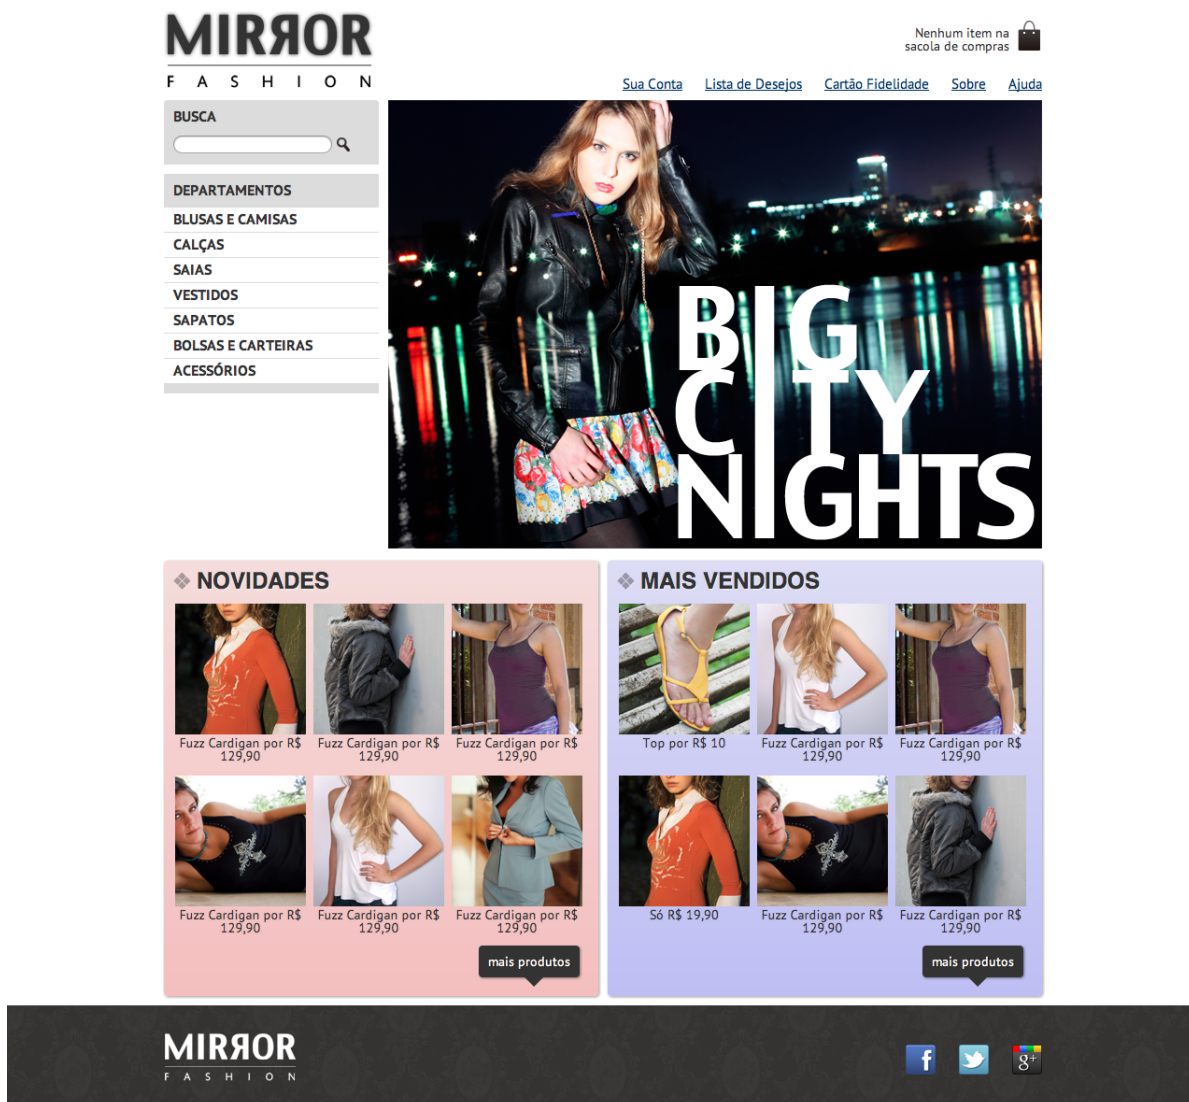 MIRЯOR
FASHION
Nenhum item na
sacola de compras
Sua Conta Lista de Desejos Cartão Fidelidade Sobre Ajuda
BUSCA
DEPARTAMENTOS
BLUSAS E CAMISAS
CALÇAS
SAIAS
VESTIDOS
SAPATOS
BOLSAS E CARTEIRAS
ACESSÓRIOS
BIG
CITY
NIGHTS
NOVIDADES
Fuzz Cardigan por R$
129,90
Fuzz Cardigan por R$
129,90
Fuzz Cardigan por R$
129,90
Fuzz Cardigan por R$
129,90
Fuzz Cardigan por R$
129,90
Fuzz Cardigan por R$
129,90
mais produtos
MAIS VENDIDOS
Top por R$ 10
Fuzz Cardigan por R$
129,90
Fuzz Cardigan por R$
129,90
Só R$ 19,90
Fuzz Cardigan por R$
129,90
Fuzz Cardigan por R$
129,90
mais produtos
MIRЯOR
FASHION
f
g+